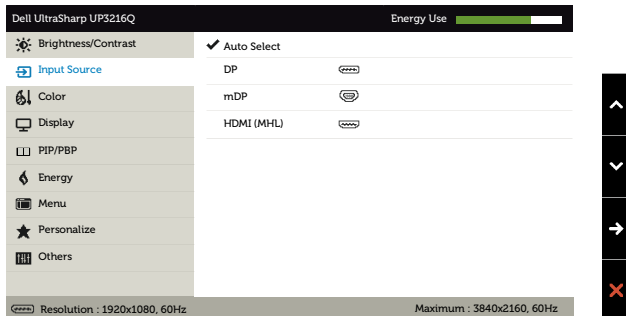 Dell UltraSharp UP3216Q Energy Use
Brightness/Contrast
Auto Select
Input Source
DP
Color
mDP
Display
HDMI (MHL)
PIP/PBP
Energy
Menu
Personalize
Others
Resolution : 1920x1080, 60Hz Maximum : 3840x2160, 60Hz